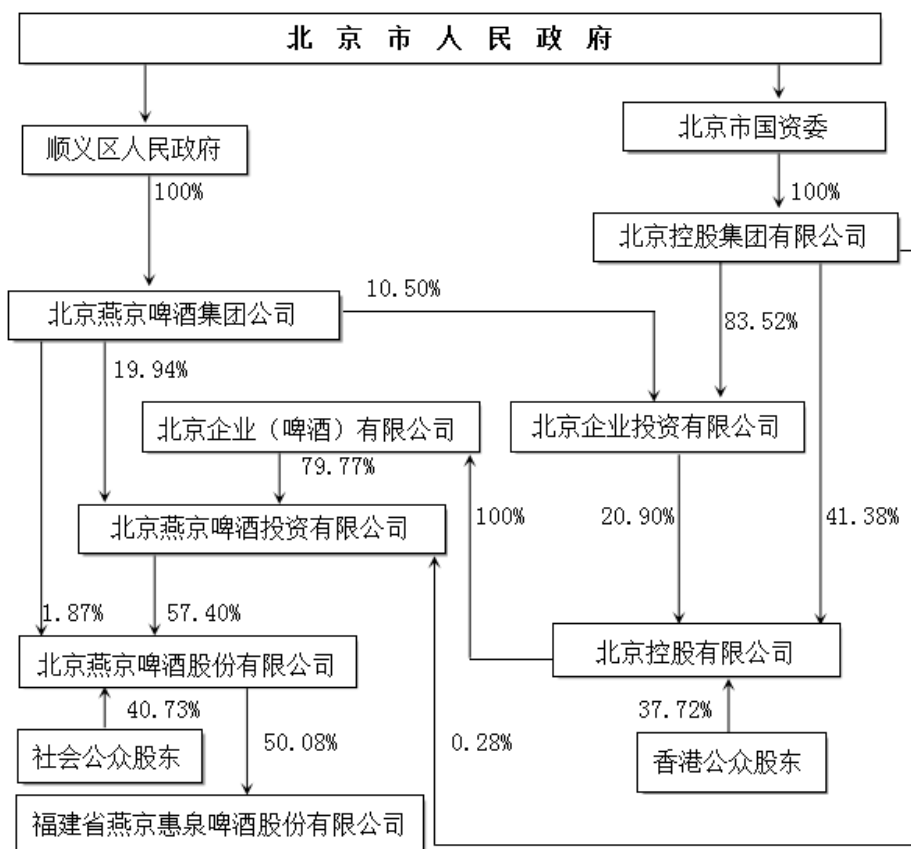 北京市人民政府
顺义区人民政府
北京市国资委
100%
100%
北京控股集团有限公司
10.50%
北京燕京啤酒集团公司
83.52%
19.94%
北京企业（啤酒）有限公司
北京企业投资有限公司
79.77%
北京燕京啤酒投资有限公司
100%
20.90%
41.38%
1.87%
57.40%
北京燕京啤酒股份有限公司
北京控股有限公司
40.73%
37.72%
50.08%
0.28%
社会公众股东
香港公众股东
福建省燕京惠泉啤酒股份有限公司